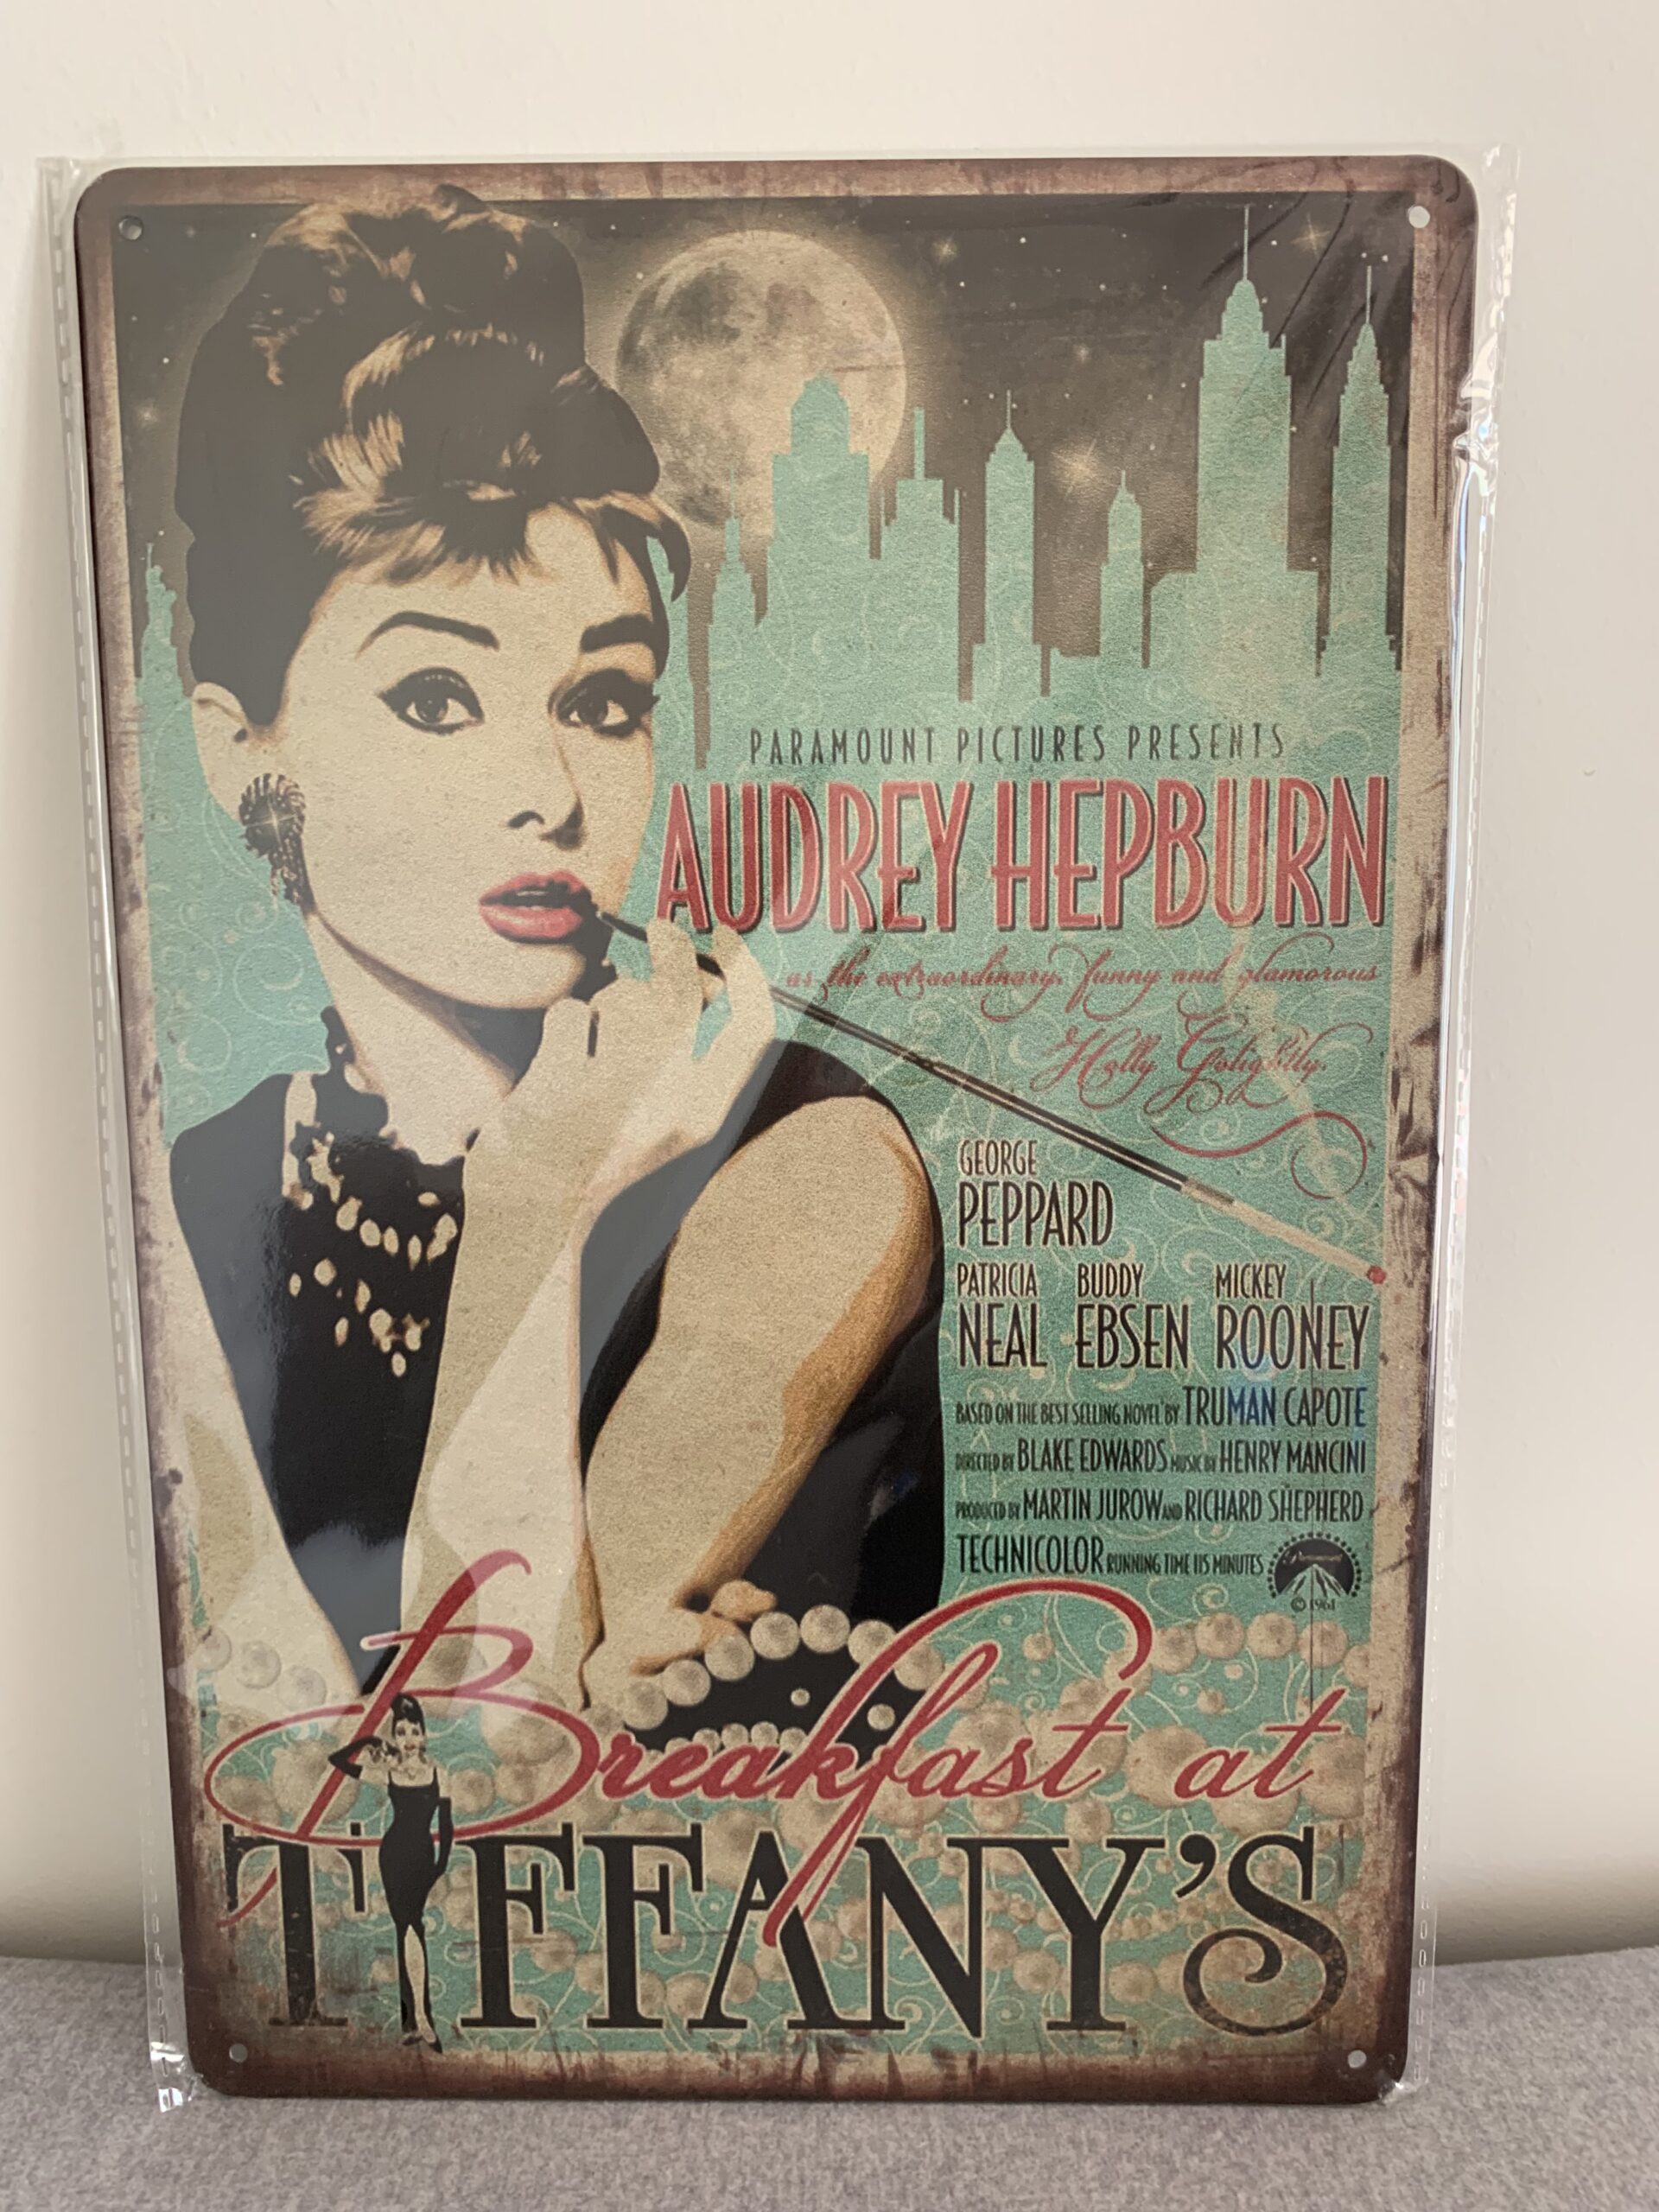 PARAMOUNT PICTURES PRESENTS
AUDREY HEPBURN
as the extraordinary, funny and glamorous
Holly Golightly.
GEORGE
PEPPARD
PATRICIA BUDDY MICKEY
NEAL EBSEN ROONEY
BASED ON THE BEST SELLING NOVEL BY TRUMAN CAPOTE
DIRECTED BY BLAKE EDWARDS MUSIC BY HENRY MANCINI
PRODUCED BY MARTIN JUROW AND RICHARD SHEPHERD
TECHNICOLOR RUNNING TIME 115 MINUTES
Paramount
© 1961
Breakfast at
TIFFANY'S